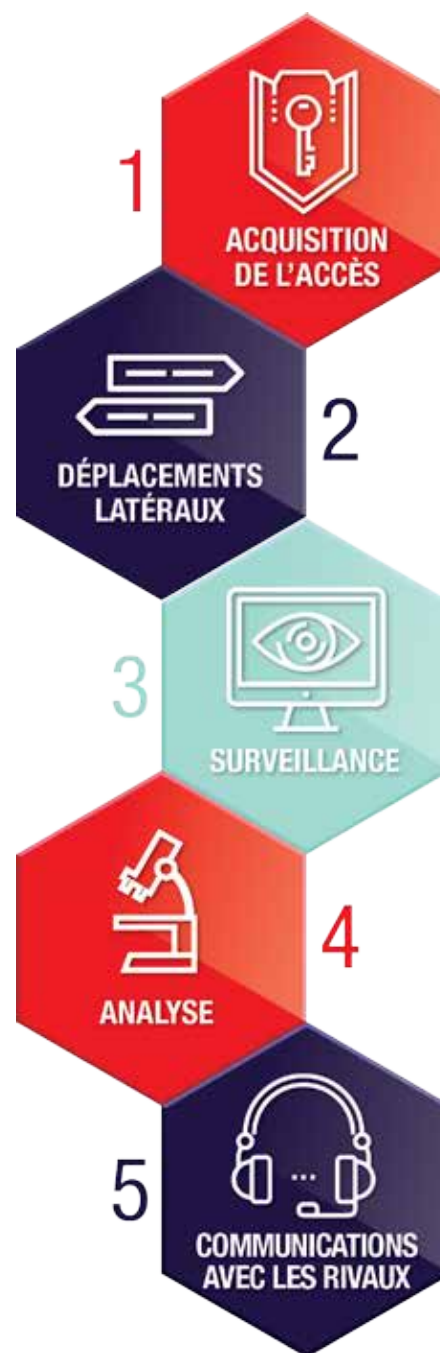 1
ACQUISITION
DE L'ACCÈS
2
DÉPLACEMENTS
LATÉRAUX
3
SURVEILLANCE
4
ANALYSE
5
COMMUNICATIONS
AVEC LES RIVAUX